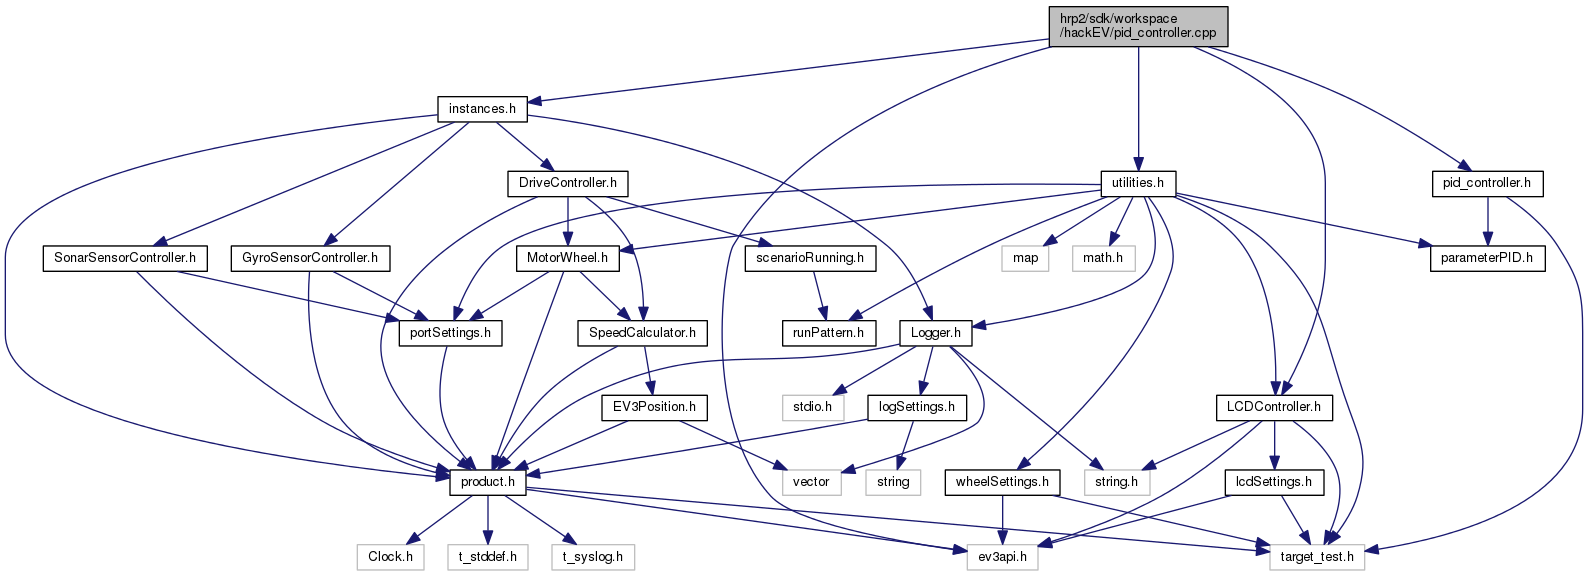 hrp2/sdk/workspace
/hackEV/pid_controller.cpp
instances.h
DriveController.h
utilities.h
pid_controller.h
SonarSensorController.h
GyroSensorController.h
MotorWheel.h
scenarioRunning.h
map
math.h
parameterPID.h
portSettings.h
SpeedCalculator.h
runPattern.h
Logger.h
EV3Position.h
stdio.h
logSettings.h
LCDController.h
product.h
vector
string
wheelSettings.h
string.h
lcdSettings.h
Clock.h
t_stddef.h
t_syslog.h
ev3api.h
target_test.h